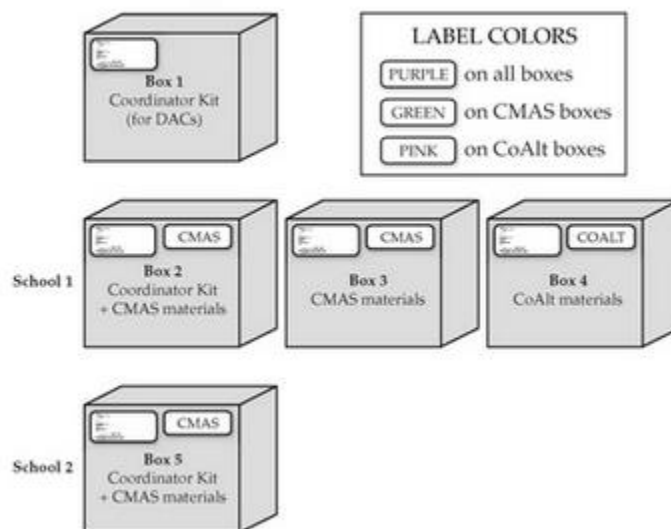 Box 1
Coordinator Kit
(for DACs)
LABEL COLORS
PURPLE on all boxes
GREEN on CMAS boxes
PINK on CoAlt boxes
School 1
CMAS
Box 2
Coordinator Kit
+ CMAS materials
CMAS
Box 3
CMAS materials
COALT
Box 4
CoAlt materials
School 2
CMAS
Box 5
Coordinator Kit
+ CMAS materials